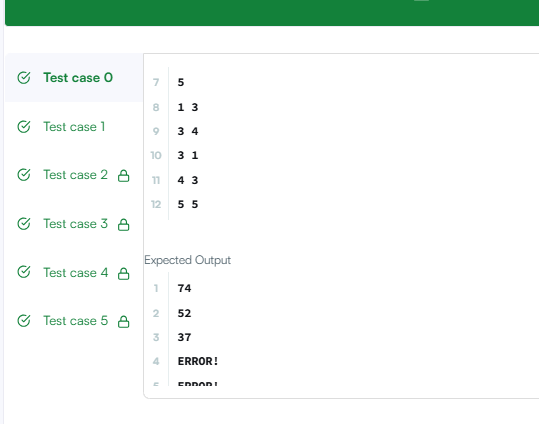 Test case 0
Test case 1
Test case 2
Test case 3
Test case 4
Test case 5
7 5
8 1 3
9 3 4
10 3 1
11 4 3
12 5 5
Expected Output
1 74
2 52
3 37
4 ERROR!
5 ERROR!